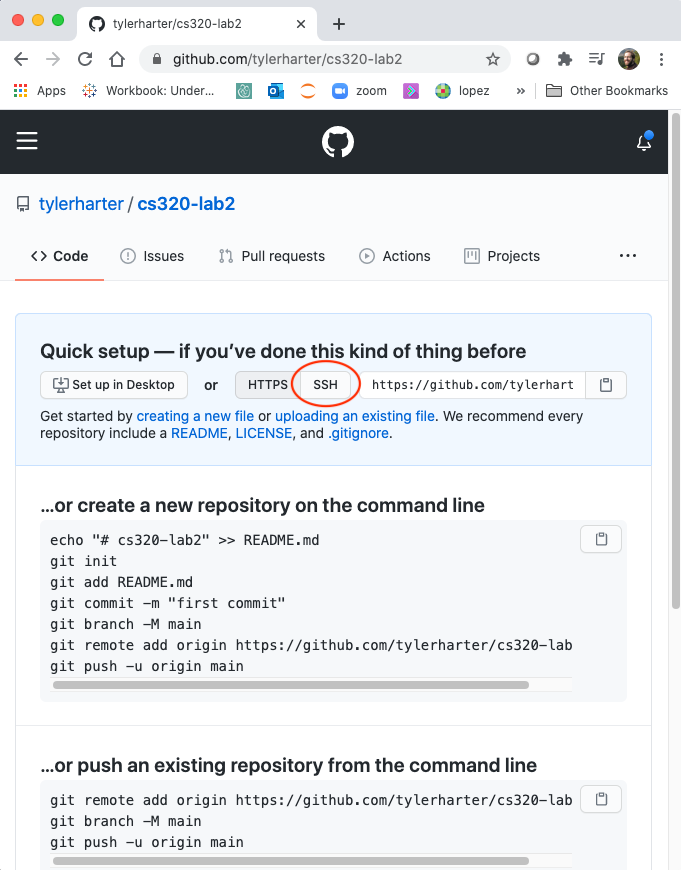 tylerharter/cs320-lab2
github.com/tylerharter/cs320-lab2
Apps Workbook: Under... zoom lopez » Other Bookmarks
tylerharter / cs320-lab2
<> Code Issues Pull requests Actions Projects ...
Quick setup — if you’ve done this kind of thing before
Set up in Desktop or HTTPS SSH https://github.com/tylerhart
Get started by creating a new file or uploading an existing file. We recommend every
repository include a README, LICENSE, and .gitignore.
…or create a new repository on the command line
echo "# cs320-lab2" >> README.md
git init
git add README.md
git commit -m "first commit"
git branch -M main
git remote add origin https://github.com/tylerharter/cs320-lab
git push -u origin main
…or push an existing repository from the command line
git remote add origin https://github.com/tylerharter/cs320-lab
git branch -M main
git push -u origin main